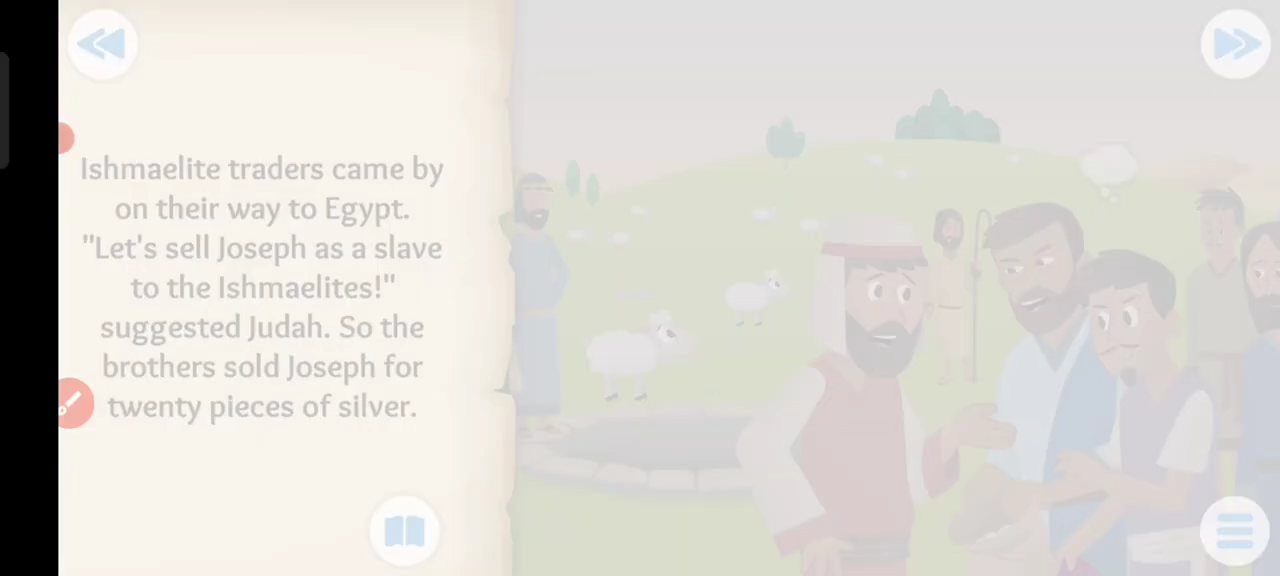 Ishmaelite traders came by
on their way to Egypt.
"Let's sell Joseph as a slave
to the Ishmaelites!"
suggested Judah. So the
brothers sold Joseph for
twenty pieces of silver.